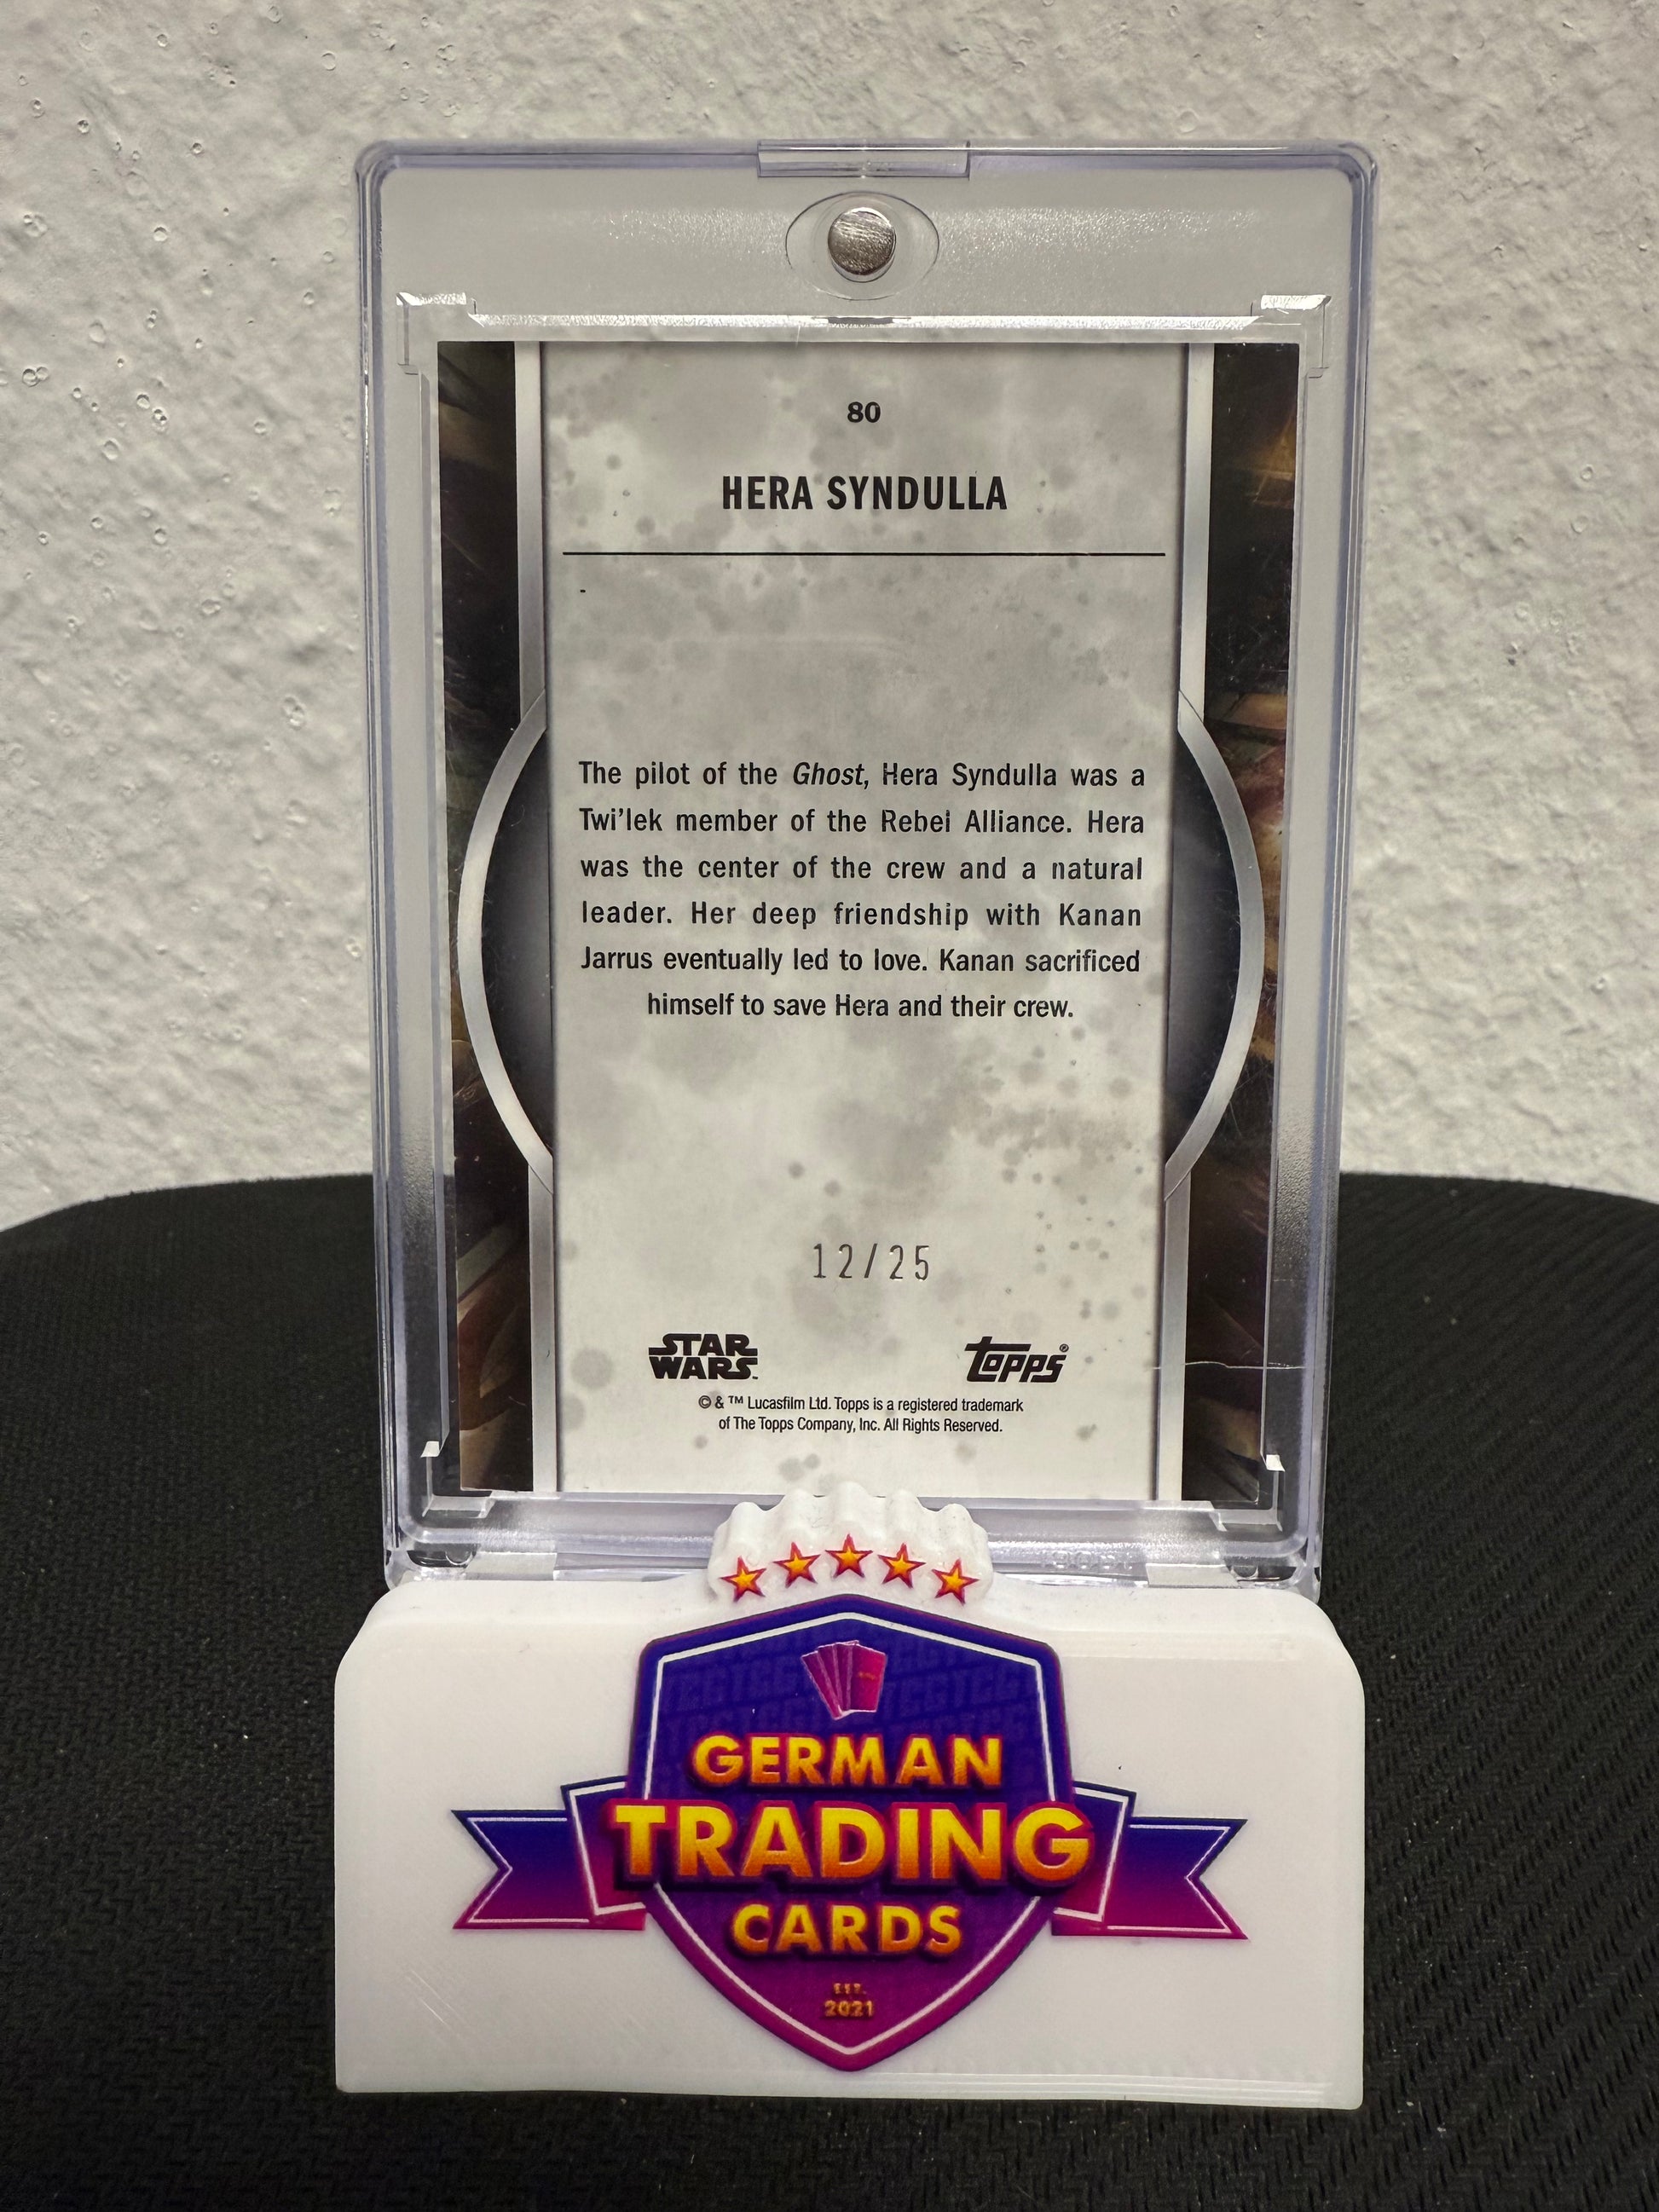 80
HERA SYNDULLA
The pilot of the Ghost, Hera Syndulla was a
Twi'lek member of the Rebel Alliance. Hera
was the center of the crew and a natural
leader. Her deep friendship with Kanan
Jarrus eventually led to love. Kanan sacrificed
himself to save Hera and their crew.
12/25
STAR WARS™
Topps®
© & ™ Lucasfilm Ltd. Topps is a registered trademark
of The Topps Company, Inc. All Rights Reserved.
GERMAN
TRADING
CARDS
EST.
2021